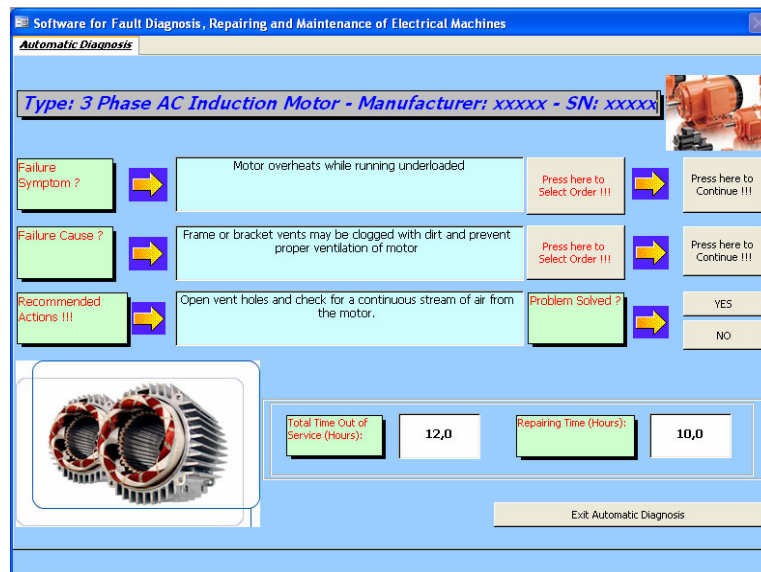 Software for Fault Diagnosis, Repairing and Maintenance of Electrical Machines
Automatic Diagnosis
Type: 3 Phase AC Induction Motor - Manufacturer: xxxxx - SN: xxxxx
Failure
Symptom ?
Motor overheats while running underloaded
Press here to
Select Order !!!
Press here to
Continue !!!
Failure Cause ?
Frame or bracket vents may be clogged with dirt and prevent
proper ventilation of motor
Press here to
Select Order !!!
Press here to
Continue !!!
Recommended
Actions !!!
Open vent holes and check for a continuous stream of air from
the motor.
Problem Solved ?
YES
NO
Total Time Out of
Service (Hours):
12,0
Repairing Time (Hours):
10,0
Exit Automatic Diagnosis